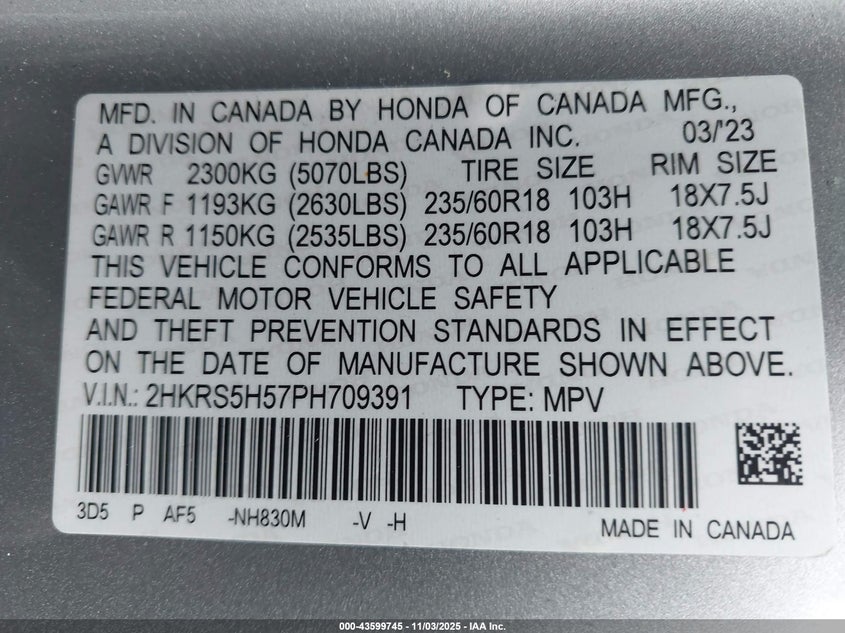 MFD. IN CANADA BY HONDA OF CANADA MFG.,
A DIVISION OF HONDA CANADA INC. 03/'23
GVWR 2300KG (5070LBS) TIRE SIZE RIM SIZE
GAWR F 1193KG (2630LBS) 235/60R18 103H 18X7.5J
GAWR R 1150KG (2535LBS) 235/60R18 103H 18X7.5J
THIS VEHICLE CONFORMS TO ALL APPLICABLE
FEDERAL MOTOR VEHICLE SAFETY
AND THEFT PREVENTION STANDARDS IN EFFECT
ON THE DATE OF MANUFACTURE SHOWN ABOVE.
V.I.N.: 2HKRS5H57PH709391 TYPE: MPV
3D5 P AF5 -NH830M -V -H
MADE IN CANADA
000-43599745 - 11/03/2025 - IAA Inc.